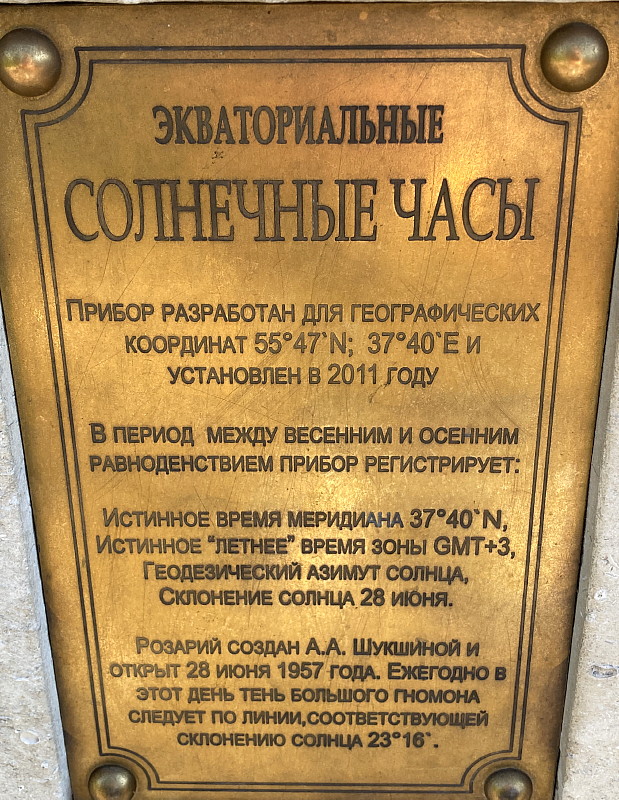 ЭКВАТОРИАЛЬНЫЕ
СОЛНЕЧНЫЕ ЧАСЫ
ПРИБОР РАЗРАБОТАН ДЛЯ ГЕОГРАФИЧЕСКИХ
КООРДИНАТ 55°47`N; 37°40`E И
УСТАНОВЛЕН В 2011 ГОДУ
В ПЕРИОД МЕЖДУ ВЕСЕННИМ И ОСЕННИМ
РАВНОДЕНСТВИЕМ ПРИБОР РЕГИСТРИРУЕТ:
ИСТИННОЕ ВРЕМЯ МЕРИДИАНА 37°40`N,
ИСТИННОЕ "ЛЕТНЕЕ" ВРЕМЯ ЗОНЫ GMT+3,
ГЕОДЕЗИЧЕСКИЙ АЗИМУТ СОЛНЦА,
СКЛОНЕНИЕ СОЛНЦА 28 ИЮНЯ.
РОЗАРИЙ СОЗДАН А.А. ШУКШИНОЙ И
ОТКРЫТ 28 ИЮНЯ 1957 ГОДА. ЕЖЕГОДНО В
ЭТОТ ДЕНЬ ТЕНЬ БОЛЬШОГО ГНОМОНА
СЛЕДУЕТ ПО ЛИНИИ,СООТВЕТСТВУЮЩЕЙ
СКЛОНЕНИЮ СОЛНЦА 23°16`.